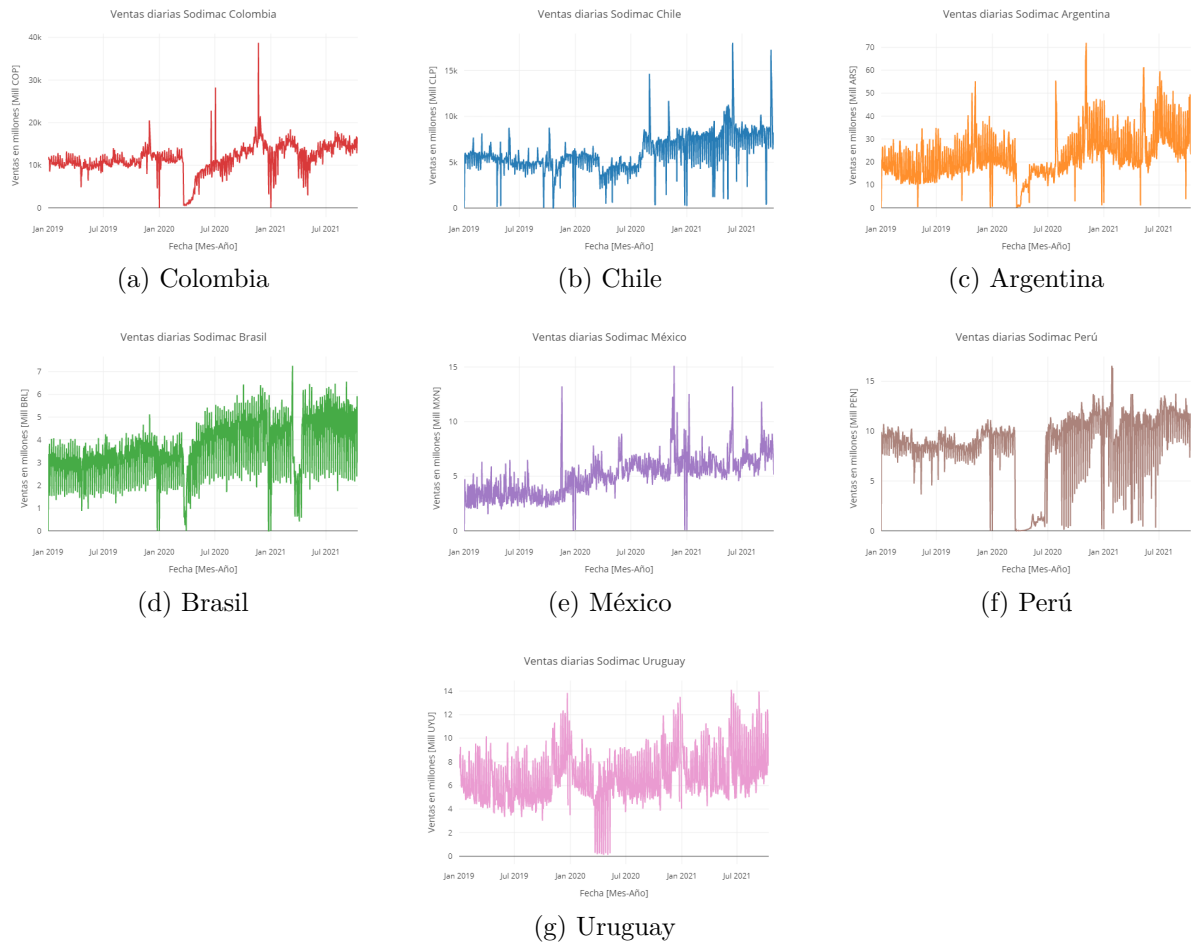 Ventas diarias Sodimac Colombia
Ventas en millones [Mill COP]
40k
30k
20k
10k
0
Jan 2019 Jul 2019 Jan 2020 Jul 2020 Jan 2021 Jul 2021
Fecha [Mes-Año]
(a) Colombia
Ventas diarias Sodimac Chile
Ventas en millones [Mill CLP]
15k
10k
5k
0
Jan 2019 Jul 2019 Jan 2020 Jul 2020 Jan 2021 Jul 2021
Fecha [Mes-Año]
(b) Chile
Ventas diarias Sodimac Argentina
Ventas en millones [Mill ARS]
70
60
50
40
30
20
10
0
Jan 2019 Jul 2019 Jan 2020 Jul 2020 Jan 2021 Jul 2021
Fecha [Mes-Año]
(c) Argentina
Ventas diarias Sodimac Brasil
Ventas en millones [Mill BRL]
7
6
5
4
3
2
1
0
Jan 2019 Jul 2019 Jan 2020 Jul 2020 Jan 2021 Jul 2021
Fecha [Mes-Año]
(d) Brasil
Ventas diarias Sodimac México
Ventas en millones [Mill MXN]
15
10
5
0
Jan 2019 Jul 2019 Jan 2020 Jul 2020 Jan 2021 Jul 2021
Fecha [Mes-Año]
(e) México
Ventas diarias Sodimac Perú
Ventas en millones [Mill PEN]
15
10
5
0
Jan 2019 Jul 2019 Jan 2020 Jul 2020 Jan 2021 Jul 2021
Fecha [Mes-Año]
(f) Perú
Ventas diarias Sodimac Uruguay
Ventas en millones [Mill UYU]
14
12
10
8
6
4
2
0
Jan 2019 Jul 2019 Jan 2020 Jul 2020 Jan 2021 Jul 2021
Fecha [Mes-Año]
(g) Uruguay